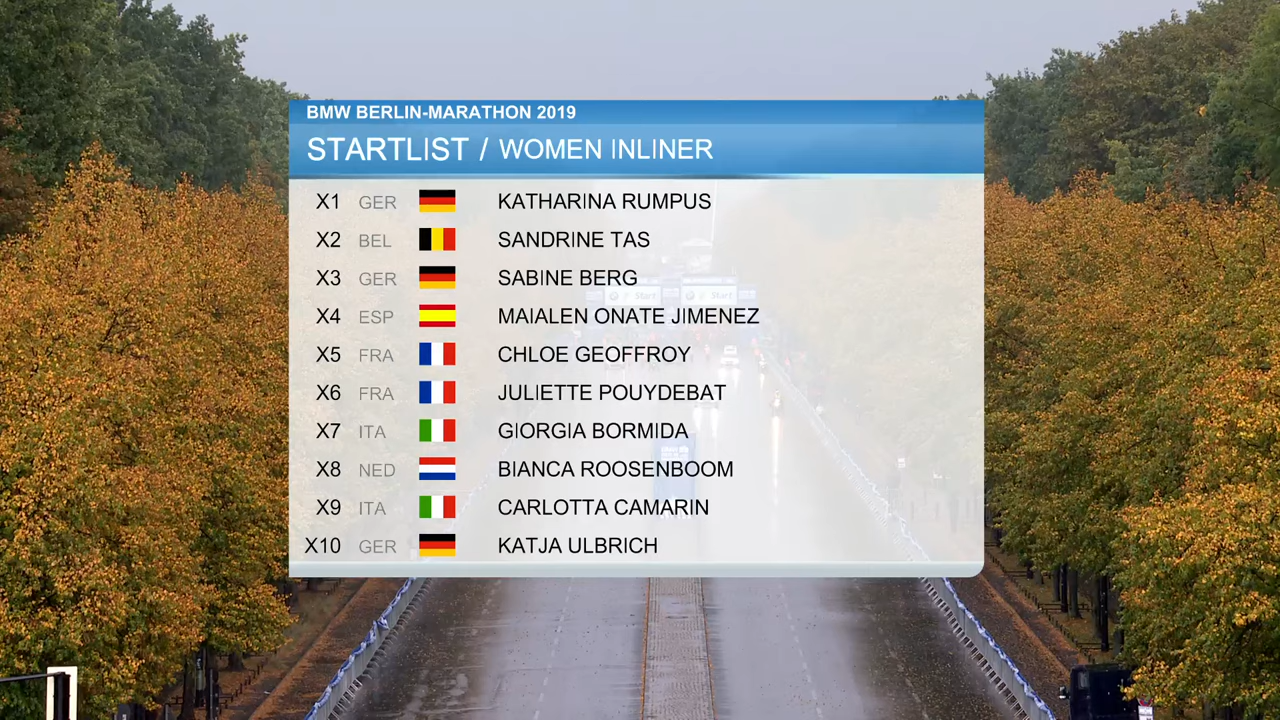 BMW BERLIN-MARATHON 2019
STARTLIST / WOMEN INLINER
X1 GER KATHARINA RUMPUS
X2 BEL SANDRINE TAS
X3 GER SABINE BERG
X4 ESP MAIALEN ONATE JIMENEZ
X5 FRA CHLOE GEOFFROY
X6 FRA JULIETTE POUYDEBAT
X7 ITA GIORGIA BORMIDA
X8 NED BIANCA ROOSENBOOM
X9 ITA CARLOTTA CAMARIN
X10 GER KATJA ULBRICH
Start Start